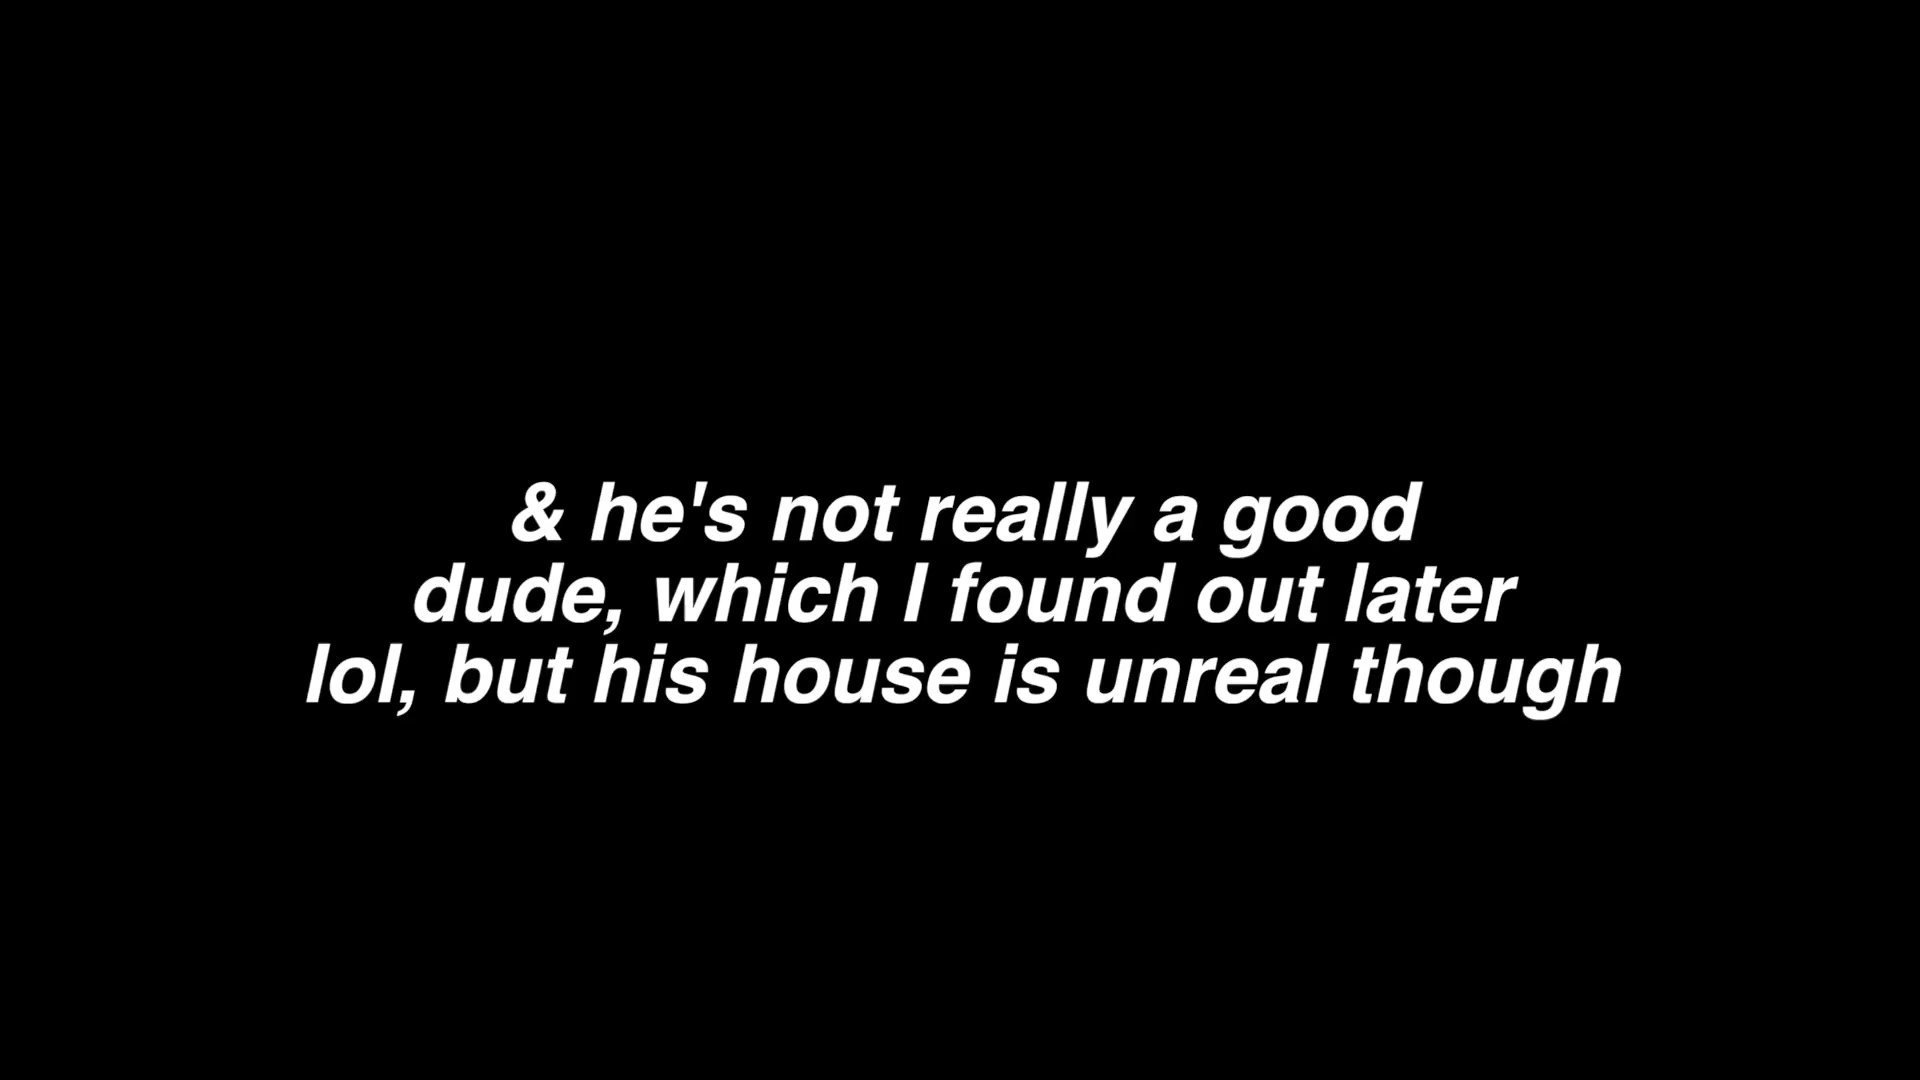 & he's not really a good
dude, which I found out later
lol, but his house is unreal though